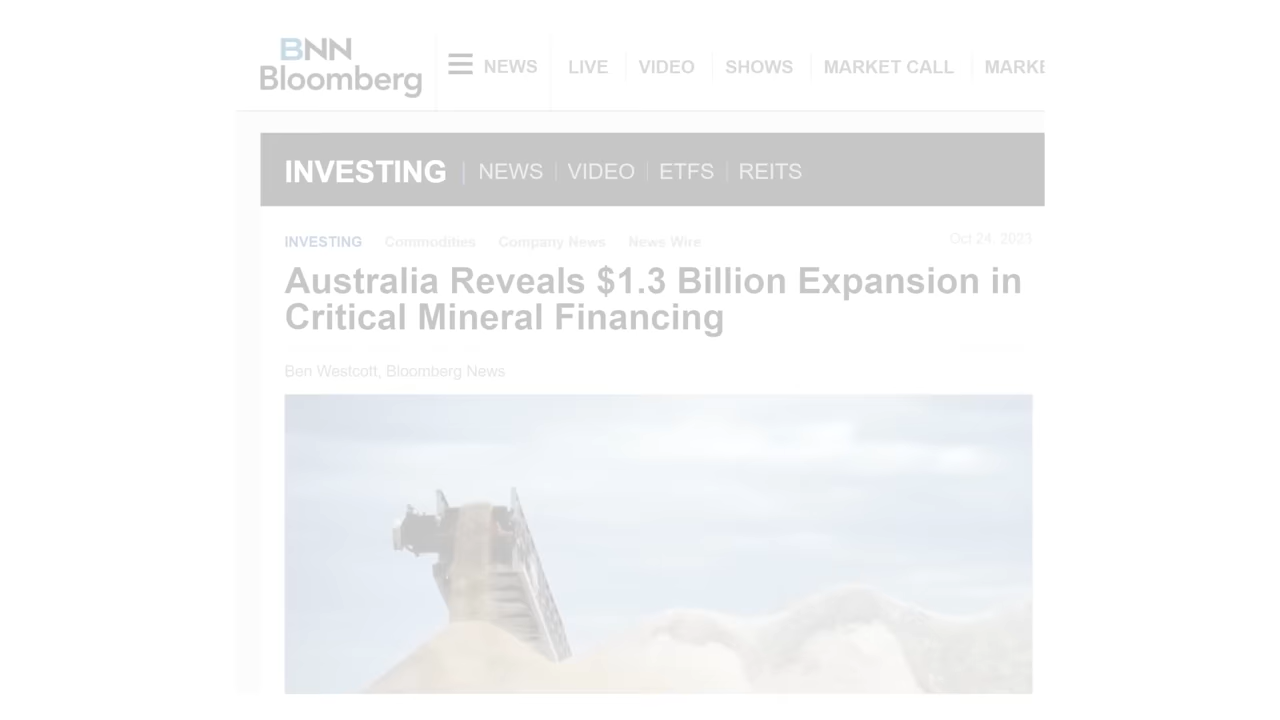 BNN
Bloomberg
NEWS
LIVE
VIDEO
SHOWS
MARKET CALL
MARKE
INVESTING
NEWS
VIDEO
ETFS
REITS
INVESTING
Commodities
Company News
News Wire
Oct 24, 2023
Australia Reveals $1.3 Billion Expansion in
Critical Mineral Financing
Ben Westcott, Bloomberg News